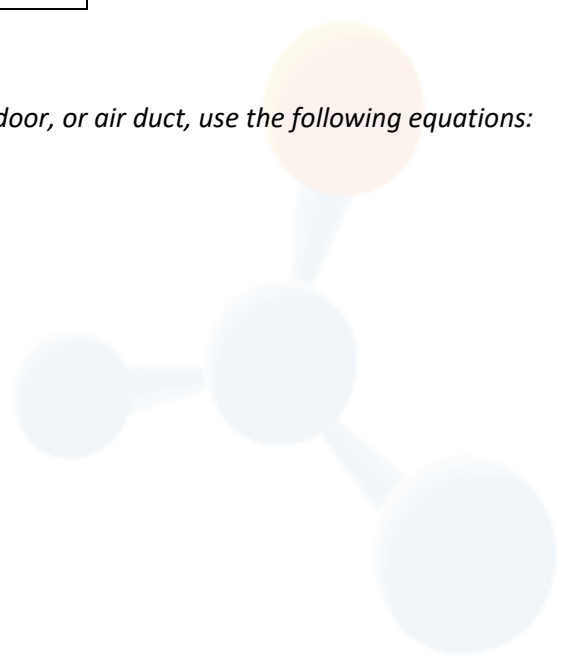 door, or air duct, use the following equations: